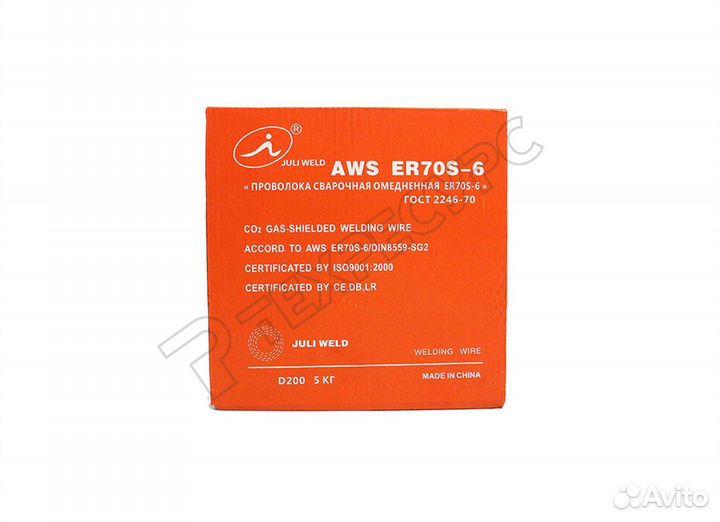 ®
JULI WELD
AWS ER70S-6
« ПРОВОЛОКА СВАРОЧНАЯ ОМЕДНЕННАЯ ER70S-6 »
ГОСТ 2246-70
CO₂ GAS-SHIELDED WELDING WIRE
ACCORD. TO AWS ER70S-6/DIN8559-SG2
CERTIFICATED BY ISO9001:2000
CERTIFICATED BY CE,DB,LR
JULI WELD
WELDING WIRE
D200 5 КГ
MADE IN CHINA
ТЕХРЕСУРС
Avito